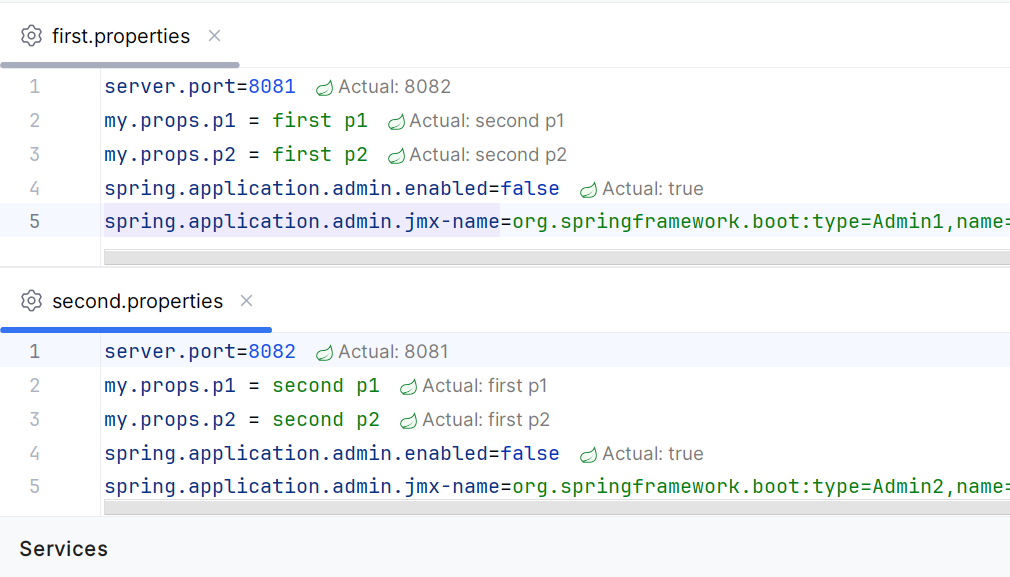 first.properties
1 server.port=8081 Actual: 8082
2 my.props.p1 = first p1 Actual: second p1
3 my.props.p2 = first p2 Actual: second p2
4 spring.application.admin.enabled=false Actual: true
5 spring.application.admin.jmx-name=org.springframework.boot:type=Admin1,name=
second.properties
1 server.port=8082 Actual: 8081
2 my.props.p1 = second p1 Actual: first p1
3 my.props.p2 = second p2 Actual: first p2
4 spring.application.admin.enabled=false Actual: true
5 spring.application.admin.jmx-name=org.springframework.boot:type=Admin2,name=
Services